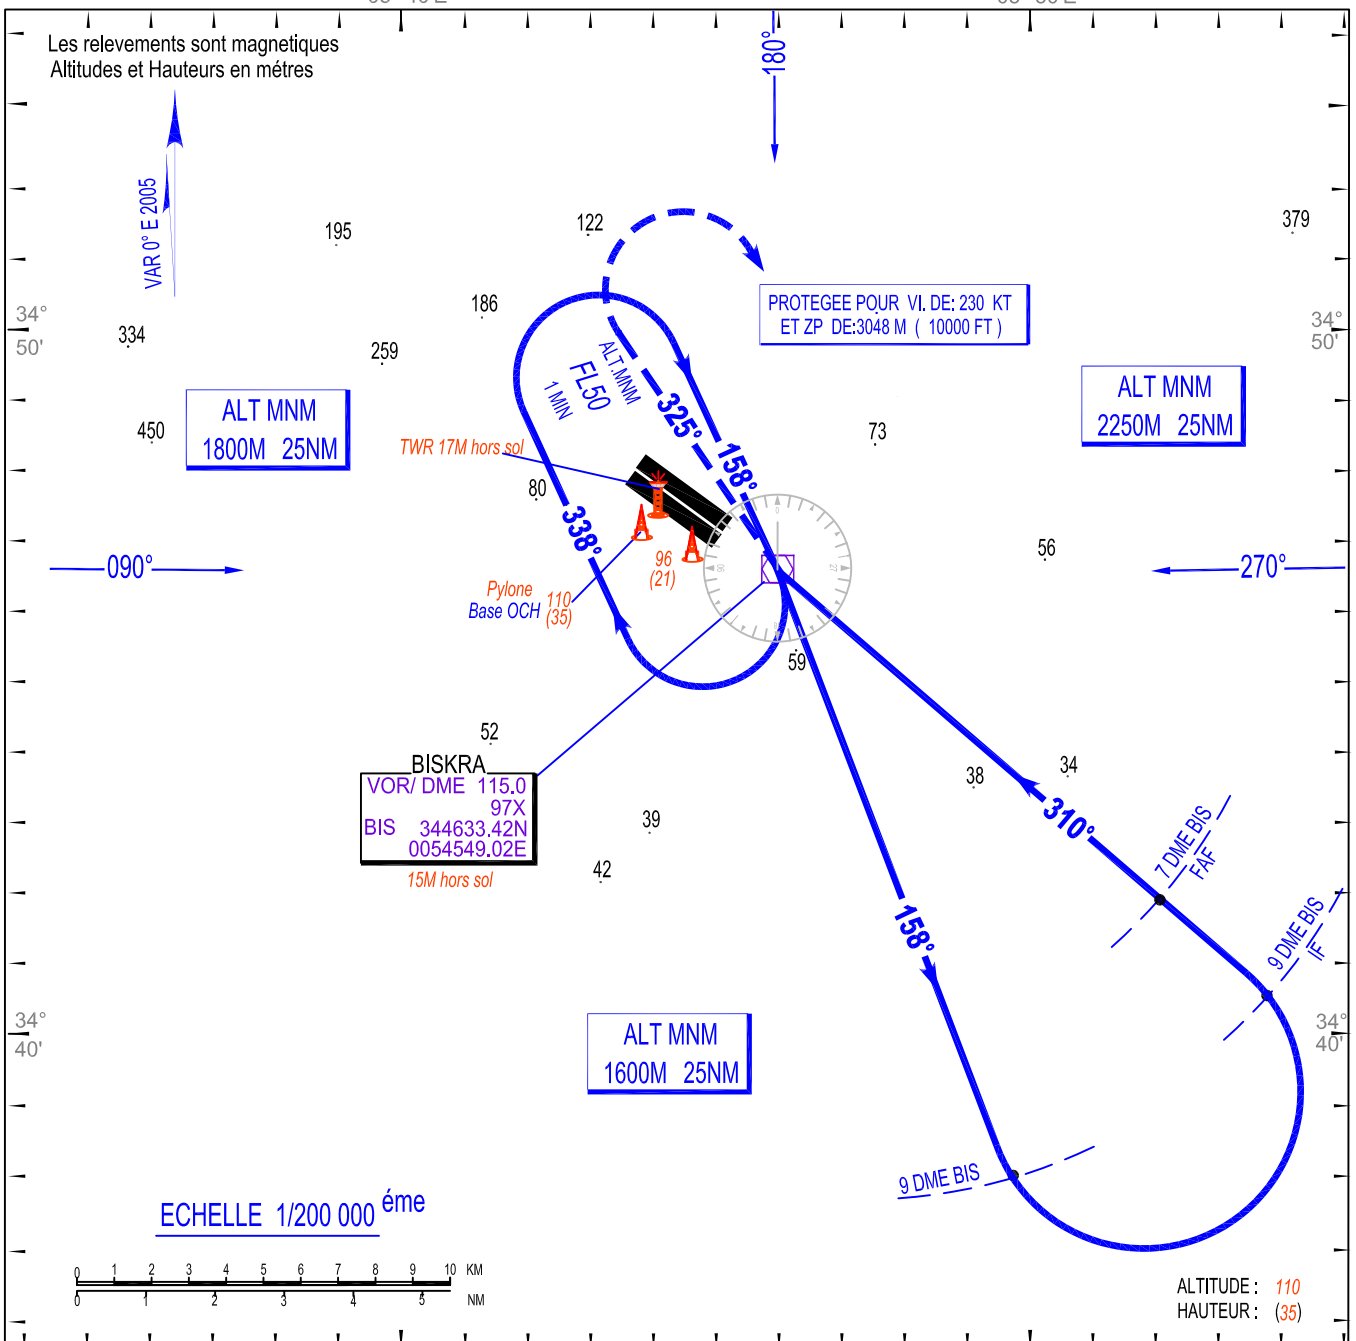 Les relevements sont magnetiques
Altitudes et Hauteurs en métres
180°
VAR 0° E 2005
195
122
379
186
PROTEGEE POUR VI. DE: 230 KT
ET ZP DE:3048 M ( 10000 FT )
34°
50'
34°
50'
334
259
ALT MNM
1800M 25NM
ALT MNM
2250M 25NM
ALT.MNM
FL50
1 MIN
325°
158°
450
73
TWR 17M hors sol
80
338°
56
090°
270°
96
(21)
Pylone
Base OCH
110
(35)
59
52
BISKRA
VOR/ DME 115.0
97X
BIS 344633.42N
0054549.02E
15M hors sol
38
34
39
42
310°
7 DME BIS
FAF
158°
9 DME BIS
IF
34°
40'
34°
40'
ALT MNM
1600M 25NM
9 DME BIS
ECHELLE 1/200 000 éme
0 1 2 3 4 5 6 7 8 9 10 KM
0 1 2 3 4 5 NM
ALTITUDE : 110
HAUTEUR : (35)